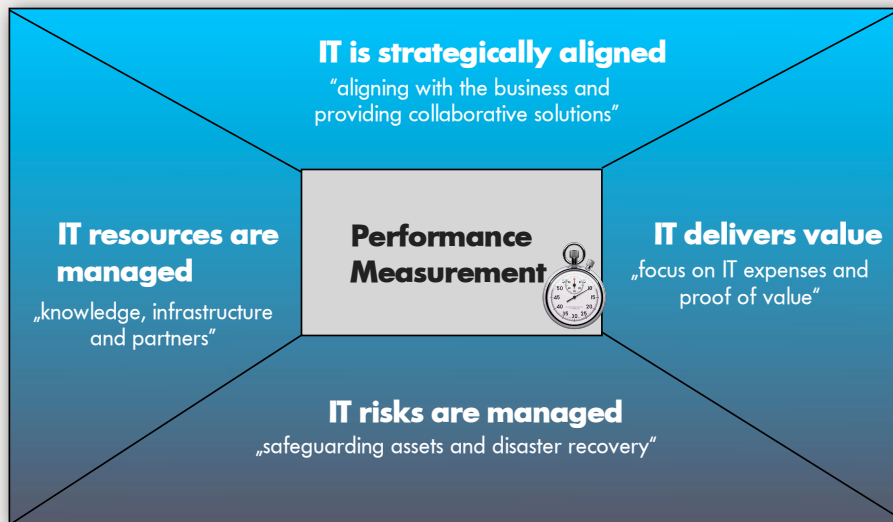 IT is strategically aligned
“aligning with the business and
providing collaborative solutions”
IT resources are
managed
„knowledge, infrastructure
and partners”
Performance
Measurement
IT delivers value
„focus on IT expenses and
proof of value“
IT risks are managed
„safeguarding assets and disaster recovery“